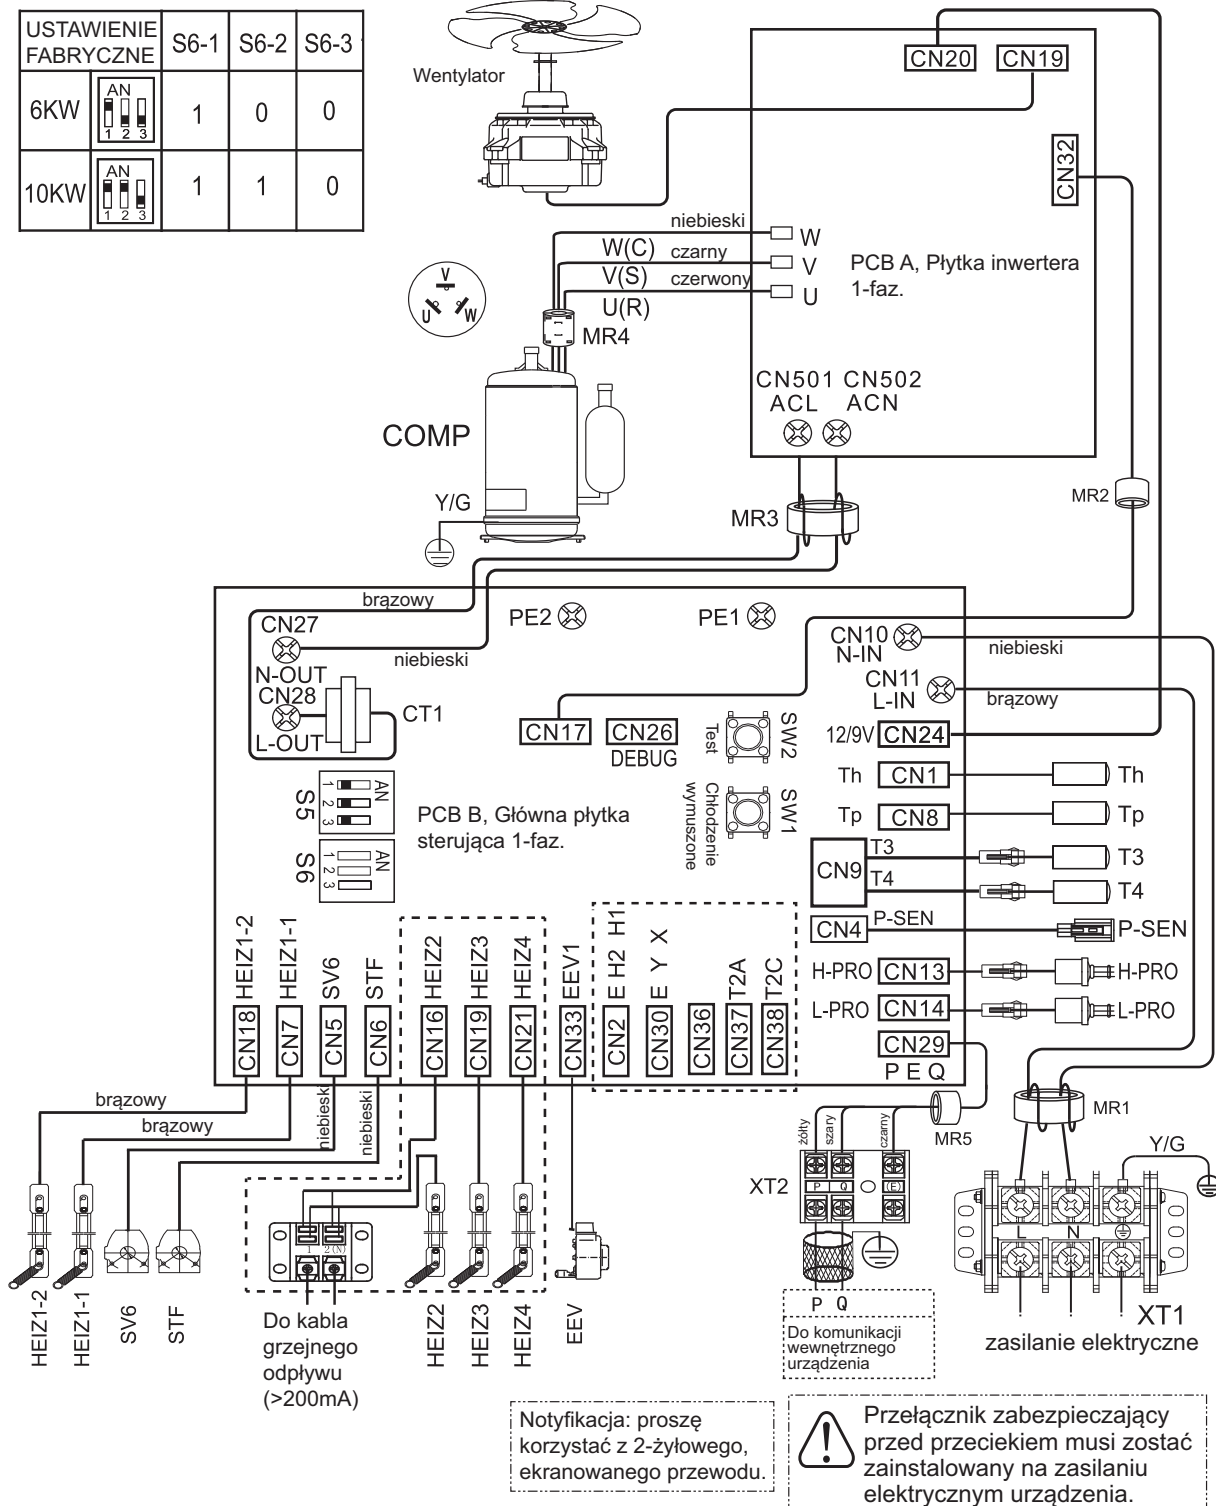 USTAWIENIE
FABRYCZNE
S6-1
S6-2
S6-3
6KW
AN
1 2 3
1
0
0
10KW
AN
1 2 3
1
1
0
Wentylator
CN20
CN19
CN32
niebieski
W
W(C)
czarny
V
V(S)
czerwony
U
U(R)
PCB A, Płytka inwertera
1-faz.
V
U
W
MR4
CN501
CN502
ACL
ACN
COMP
Y/G
MR3
MR2
brązowy
CN27
N-OUT
niebieski
CN28
L-OUT
CT1
PE2
PE1
CN10
N-IN
niebieski
CN11
L-IN
brązowy
CN17
CN26
DEBUG
Test
SW2
12/9V
CN24
Th
CN1
Th
Tp
CN8
Tp
S5
1
2
3
AN
S6
1
2
3
AN
PCB B, Główna płytka
sterująca 1-faz.
Chłodzenie
wymuszone
SW1
CN9
T3
T3
T4
T4
CN4
P-SEN
P-SEN
H-PRO
CN13
H-PRO
L-PRO
CN14
L-PRO
CN29
P E Q
HEIZ1-2
HEIZ1-1
SV6
STF
HEIZ2
HEIZ3
HEIZ4
EEV1
E H2 H1
E Y X
T2A
T2C
CN18
CN7
CN5
CN6
CN16
CN19
CN21
CN33
CN2
CN30
CN36
CN37
CN38
brązowy
brązowy
niebieski
niebieski
żółty
szary
czarny
MR5
MR1
Y/G
XT2
P
Q
(E)
1
2(N)
L
N
P Q
Do komunikacji
wewnętrznego
urządzenia
XT1
zasilanie elektryczne
HEIZ1-2
HEIZ1-1
SV6
STF
Do kabla
grzejnego
odpływu
(>200mA)
HEIZ2
HEIZ3
HEIZ4
EEV
Notyfikacja: proszę
korzystać z 2-żyłowego,
ekranowanego przewodu.
Przełącznik zabezpieczający
przed przeciekiem musi zostać
zainstalowany na zasilaniu
elektrycznym urządzenia.